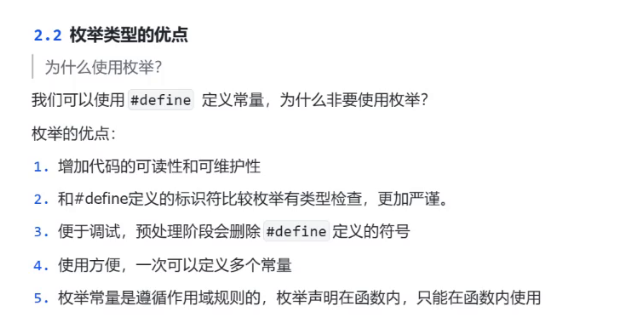 2.2 枚举类型的优点
为什么使用枚举？
我们可以使用 #define 定义常量，为什么非要使用枚举？
枚举的优点：
1. 增加代码的可读性和可维护性
2. 和#define定义的标识符比较枚举有类型检查，更加严谨。
3. 便于调试，预处理阶段会删除 #define 定义的符号
4. 使用方便，一次可以定义多个常量
5. 枚举常量是遵循作用域规则的，枚举声明在函数内，只能在函数内使用